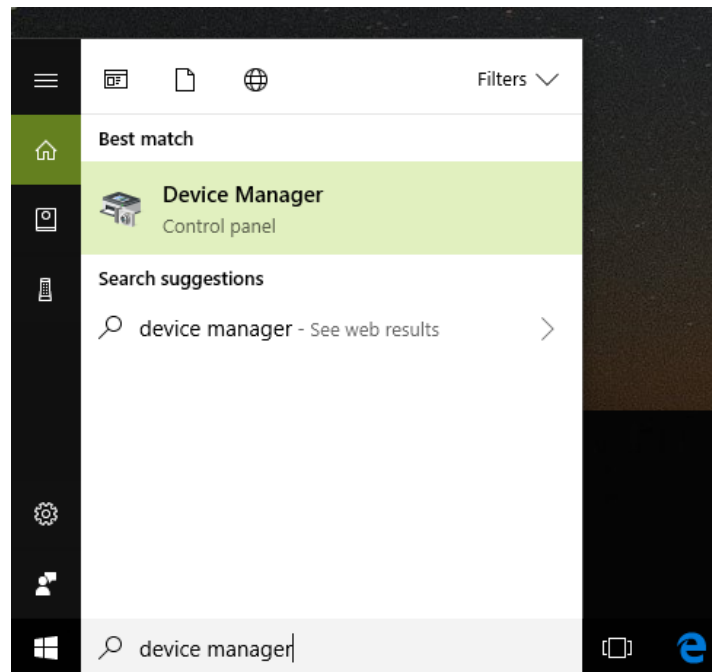 Filters
Best match
Device Manager
Control panel
Search suggestions
device manager - See web results
device manager